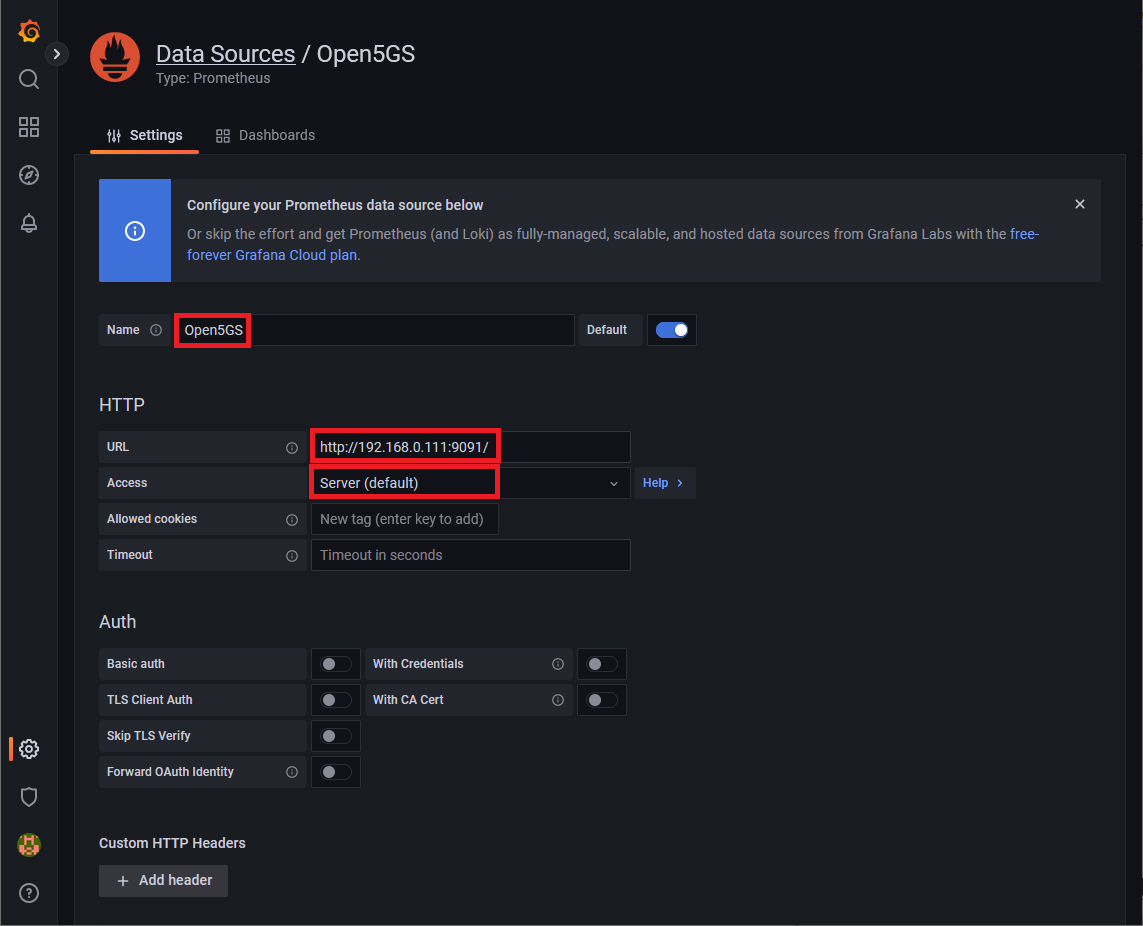 Data Sources / Open5GS
Type: Prometheus
Settings
Dashboards
Configure your Prometheus data source below
Or skip the effort and get Prometheus (and Loki) as fully-managed, scalable, and hosted data sources from Grafana Labs with the free-
forever Grafana Cloud plan.
Name Open5GS Default
HTTP
URL http://192.168.0.111:9091/
Access Server (default) Help
Allowed cookies New tag (enter key to add)
Timeout Timeout in seconds
Auth
Basic auth With Credentials
TLS Client Auth With CA Cert
Skip TLS Verify
Forward OAuth Identity
Custom HTTP Headers
+ Add header